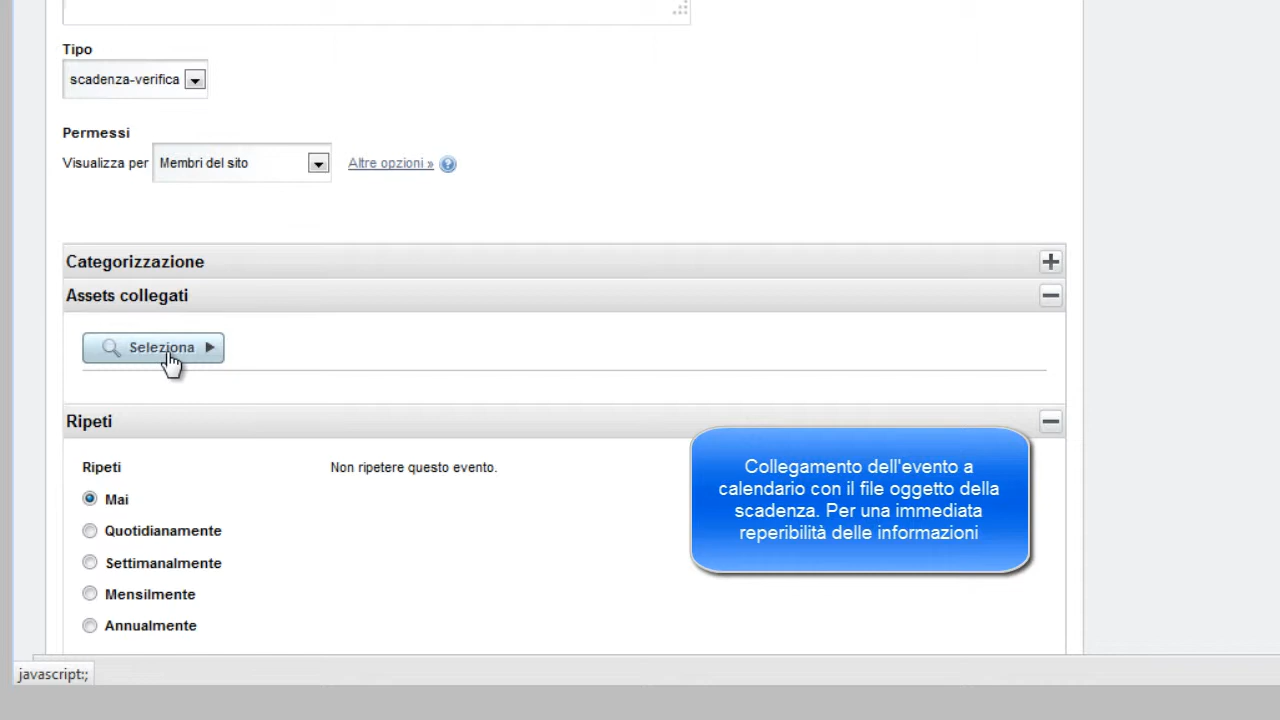 Tipo
scadenza-verifica
Permessi
Visualizza per Membri del sito Altre opzioni »
Categorizzazione
Assets collegati
Seleziona
Ripeti
Ripeti Non ripetere questo evento.
Mai
Quotidianamente
Settimanalmente
Mensilmente
Annualmente
Collegamento dell'evento a
calendario con il file oggetto della
scadenza. Per una immediata
reperibilità delle informazioni
javascript:;